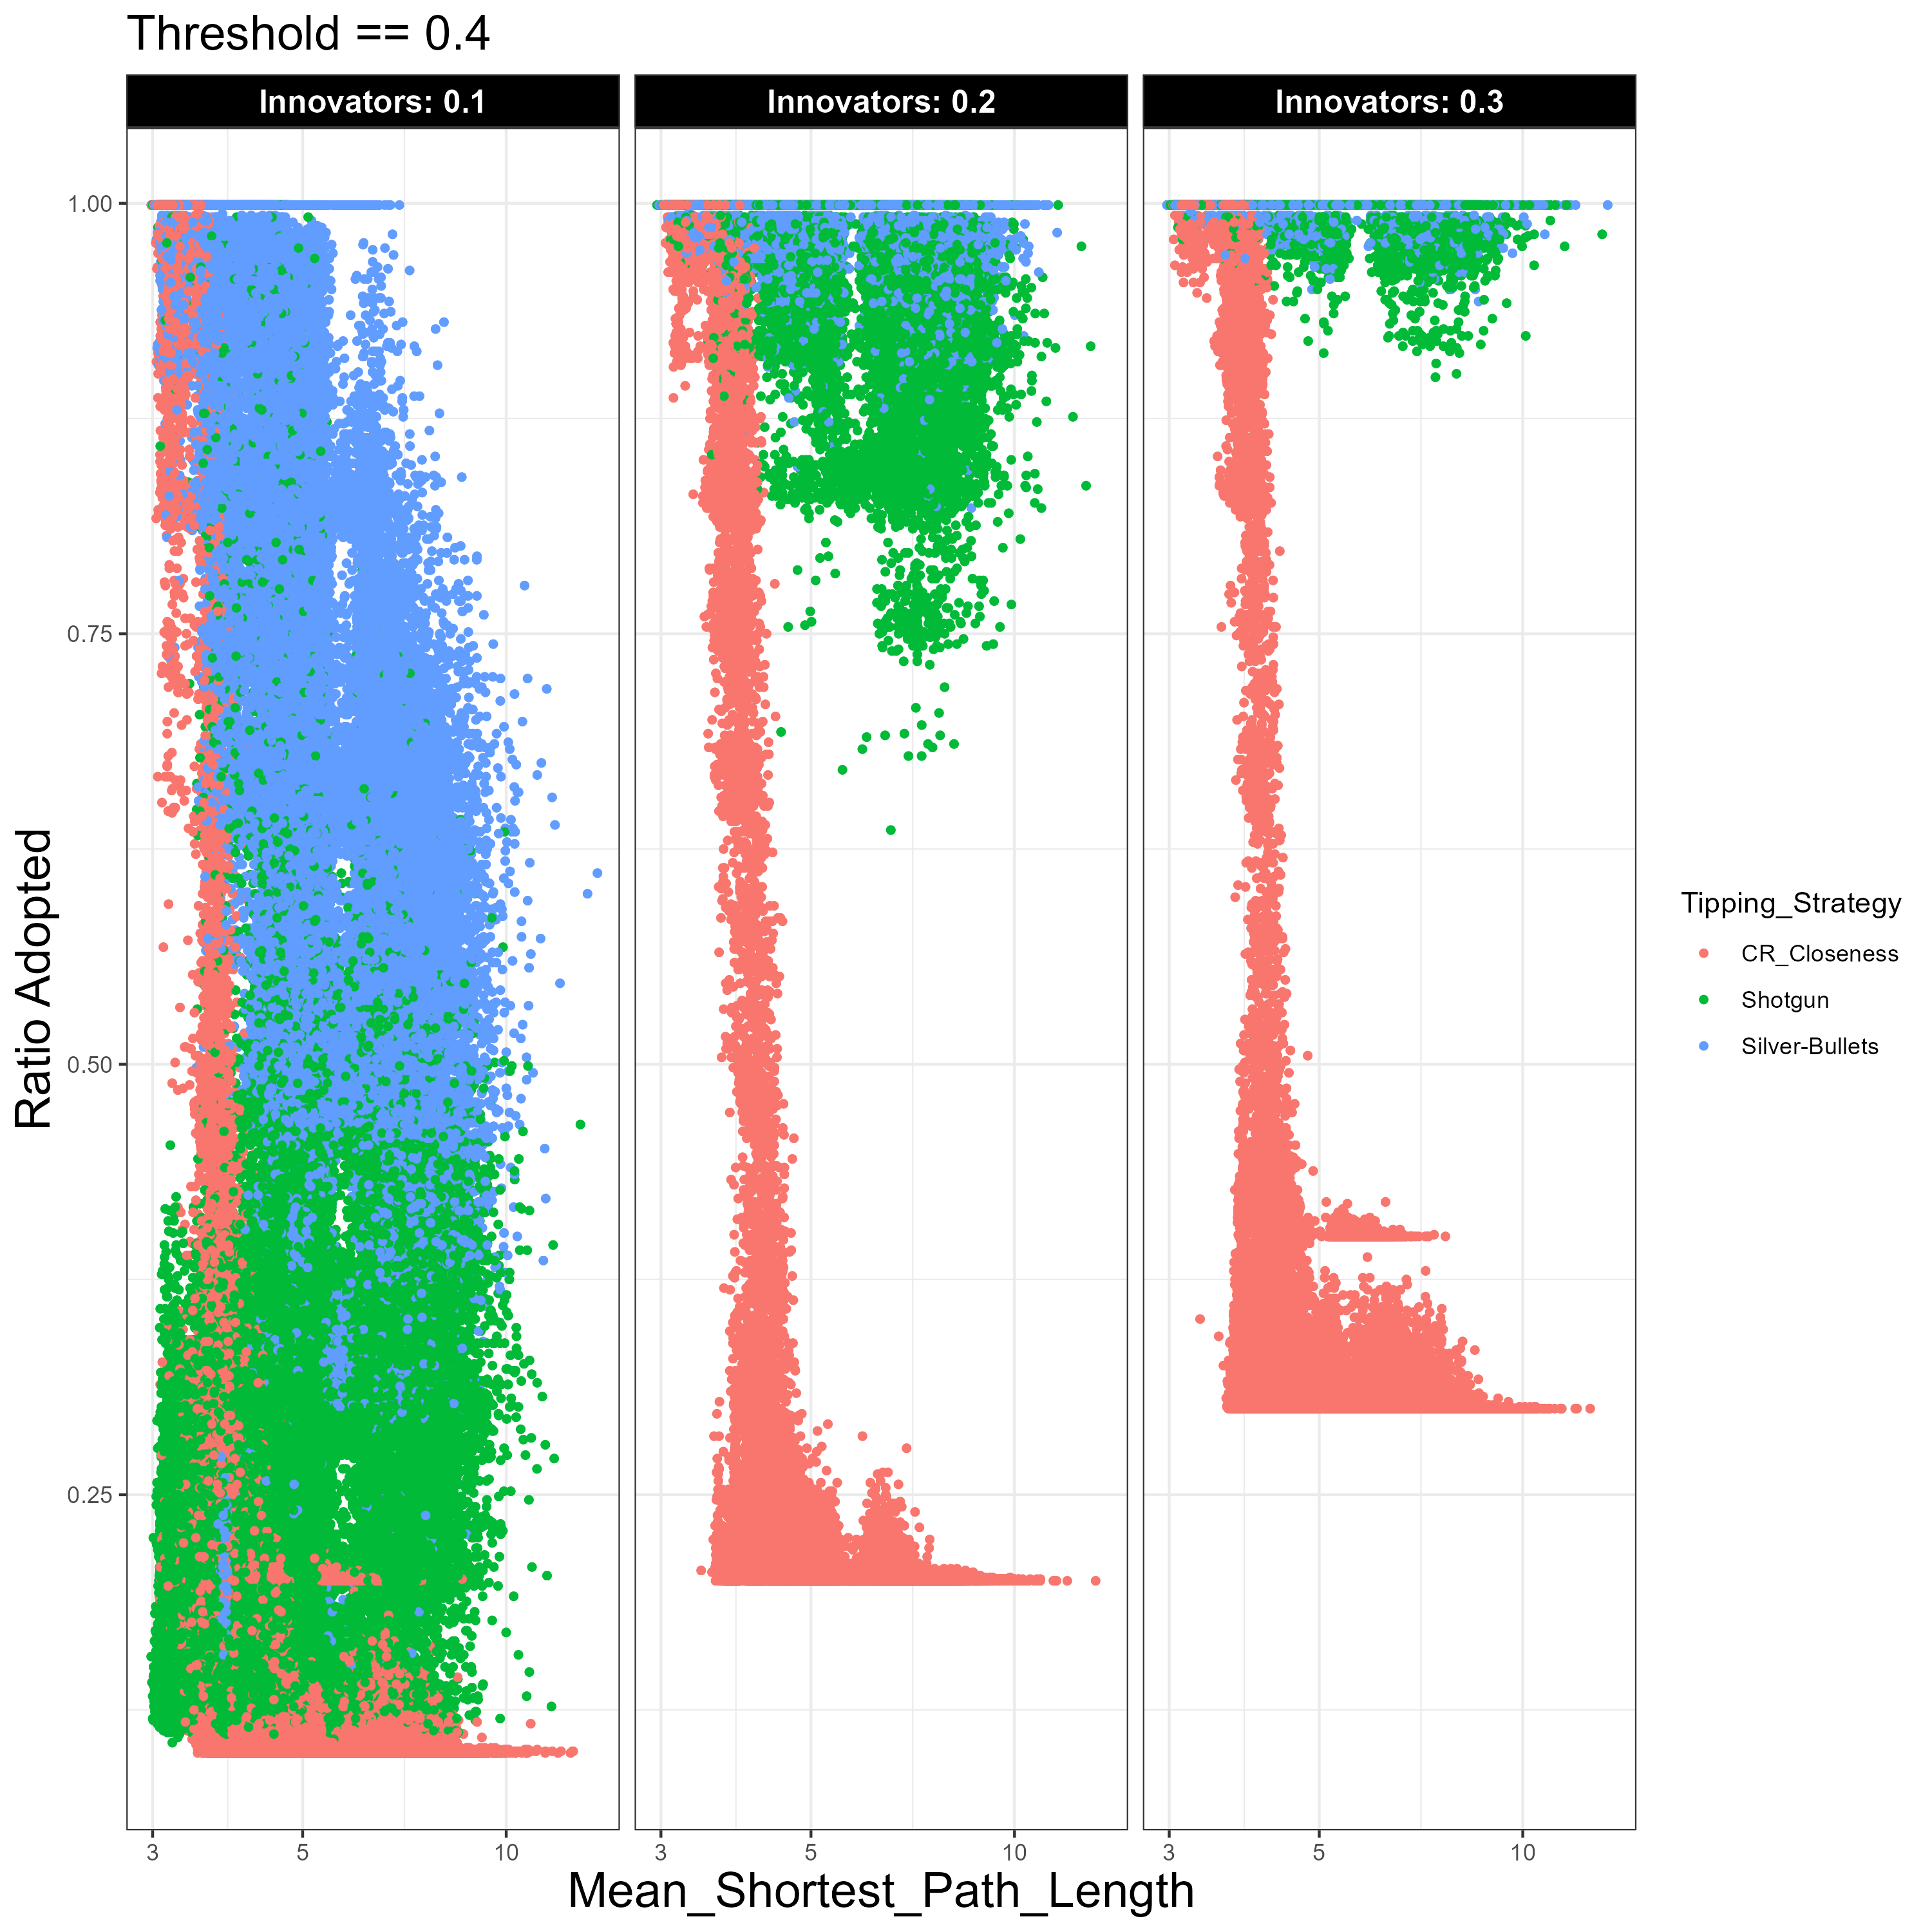 Threshold == 0.4
Innovators: 0.1
Innovators: 0.2
Innovators: 0.3
Ratio Adopted
1.00
0.75
0.50
0.25
3 5 10
3 5 10
3 5 10
Mean_Shortest_Path_Length
Tipping_Strategy
CR_Closeness
Shotgun
Silver-Bullets